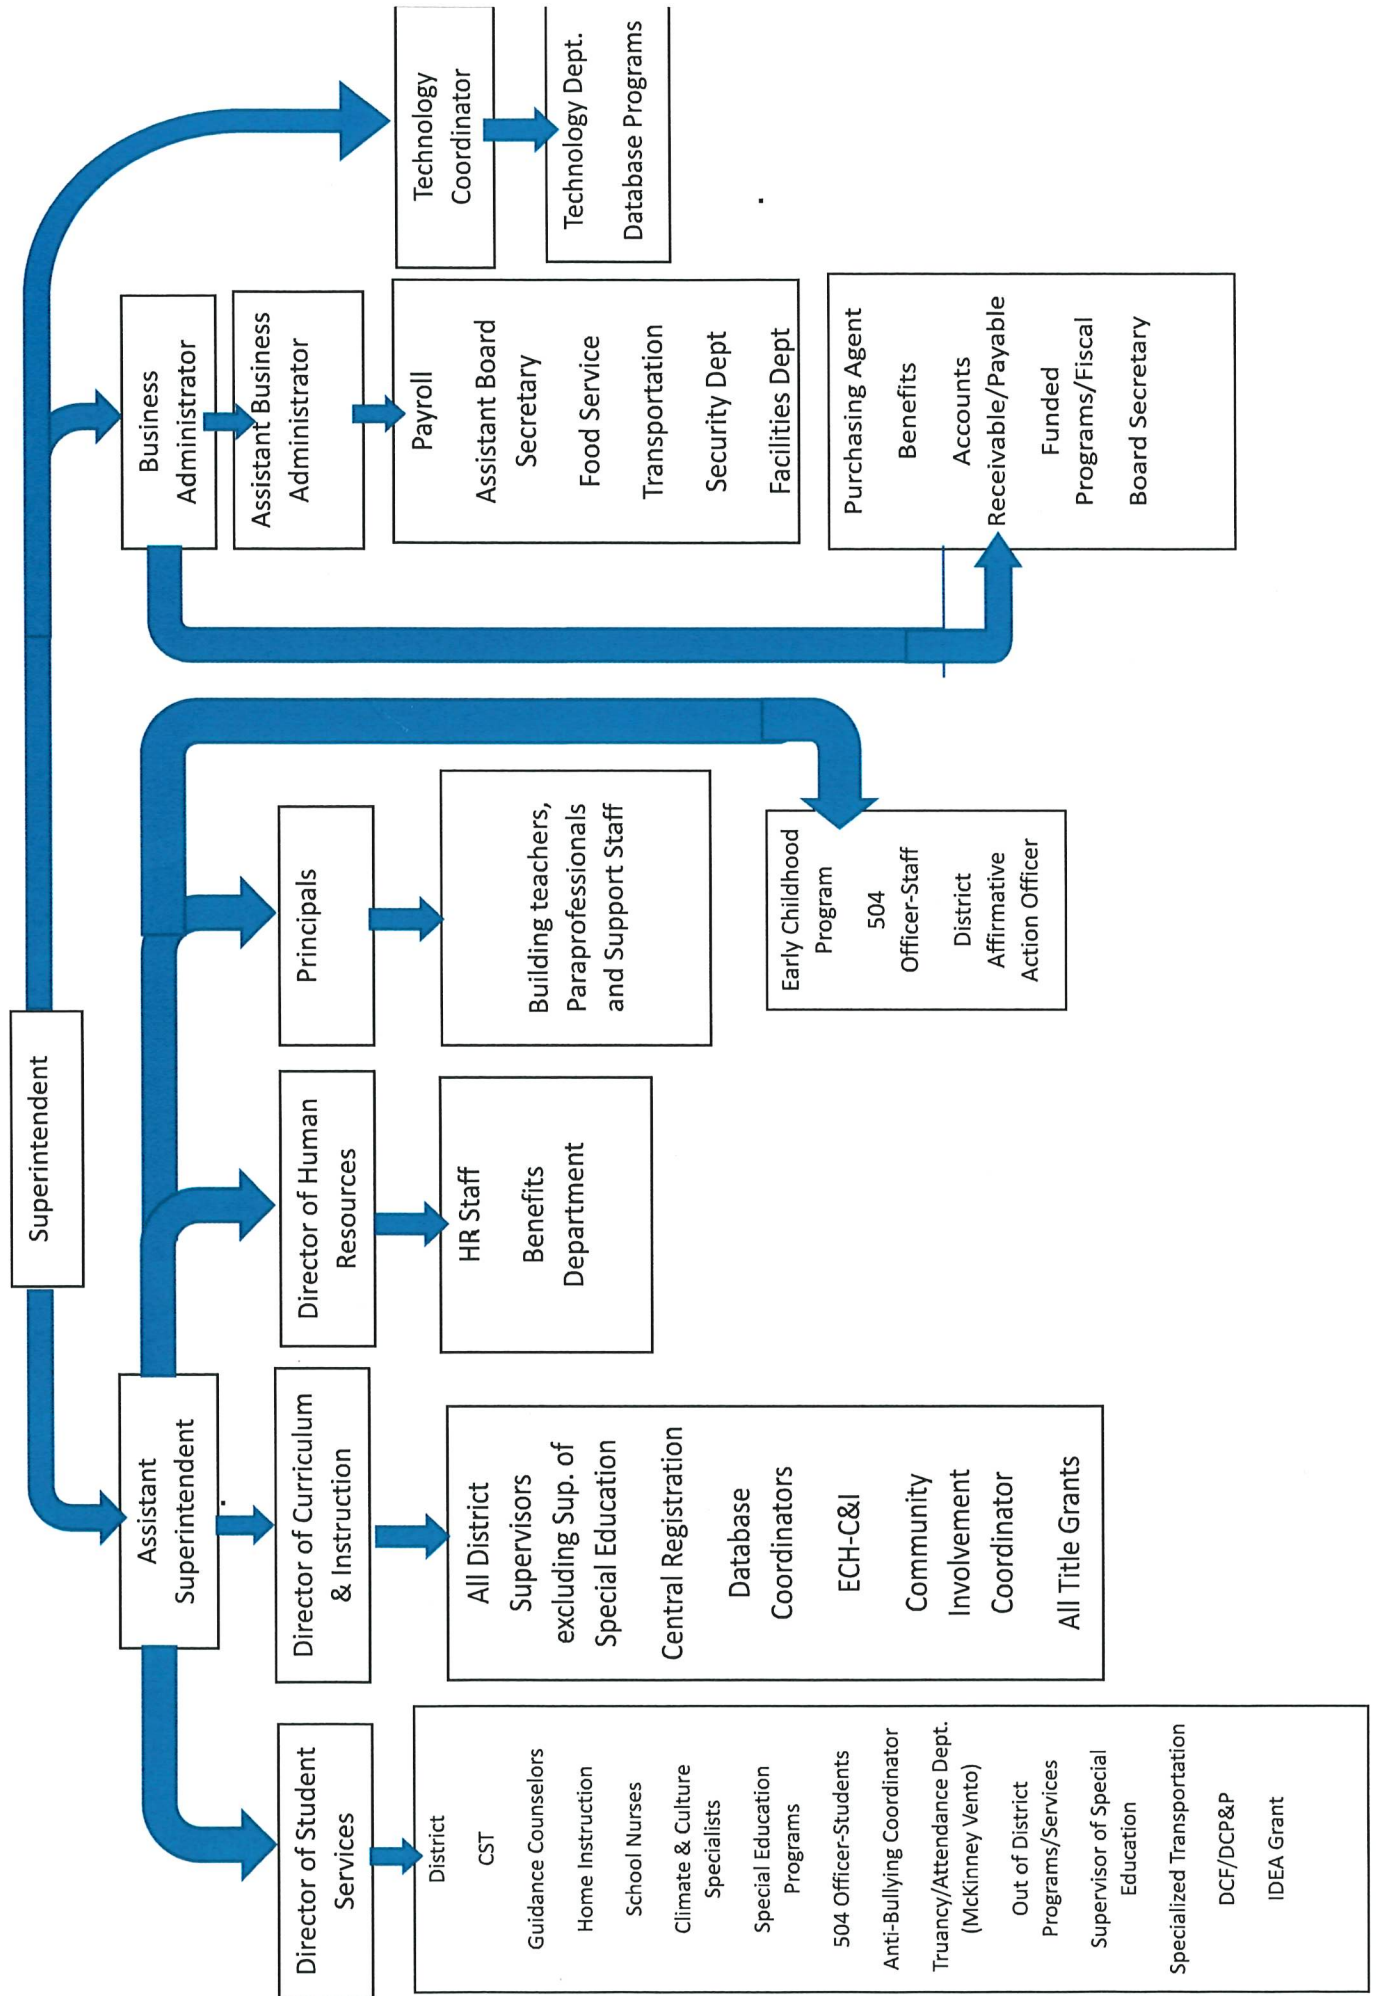 Superintendent
Assistant
Superintendent
Business
Administrator
Assistant Business
Administrator
Technology
Coordinator
Director of Student
Services
Director of Curriculum
& Instruction
Director of Human
Resources
Principals
District
CST
Guidance Counselors
Home Instruction
School Nurses
Climate & Culture
Specialists
Special Education
Programs
504 Officer-Students
Anti-Bullying Coordinator
Truancy/Attendance Dept.
(McKinney Vento)
Out of District
Programs/Services
Supervisor of Special
Education
Specialized Transportation
DCF/DCP&P
IDEA Grant
All District
Supervisors
excluding Sup. of
Special Education
Central Registration
Database
Coordinators
ECH-C&I
Community
Involvement
Coordinator
All Title Grants
HR Staff
Benefits
Department
Building teachers,
Paraprofessionals
and Support Staff
Early Childhood
Program
504
Officer-Staff
District
Affirmative
Action Officer
Payroll
Assistant Board
Secretary
Food Service
Transportation
Security Dept
Facilities Dept
Purchasing Agent
Benefits
Accounts
Receivable/Payable
Funded
Programs/Fiscal
Board Secretary
Technology Dept.
Database Programs